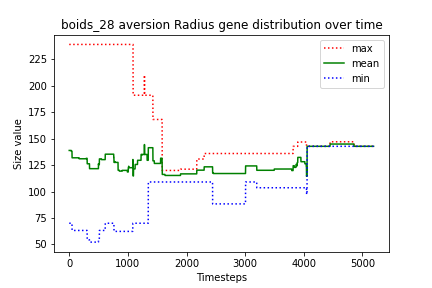 boids_28 aversion Radius gene distribution over time
max
mean
min
Size value
225
200
175
150
125
100
75
50
0
1000
2000
3000
4000
5000
Timesteps